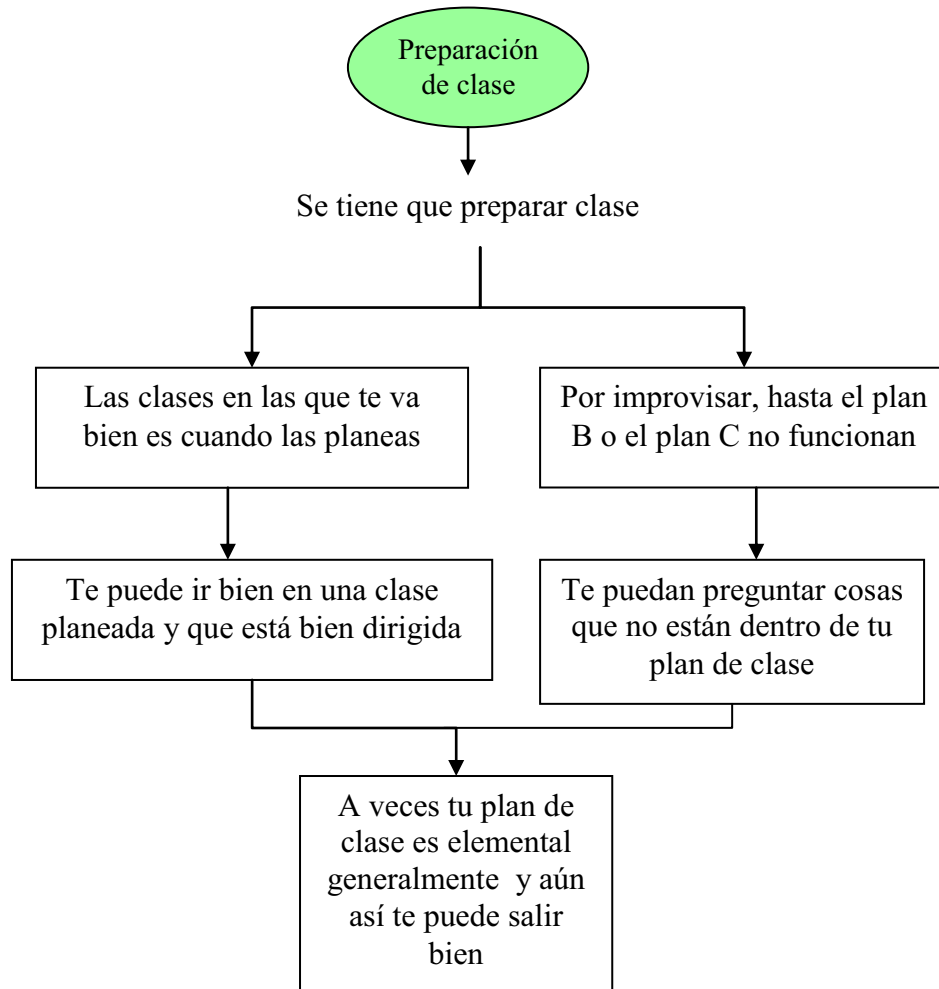 Preparación
de clase
Se tiene que preparar clase
Las clases en las que te va
bien es cuando las planeas
Por improvisar, hasta el plan
B o el plan C no funcionan
Te puede ir bien en una clase
planeada y que está bien dirigida
Te puedan preguntar cosas
que no están dentro de tu
plan de clase
A veces tu plan de
clase es elemental
generalmente y aún
así te puede salir
bien